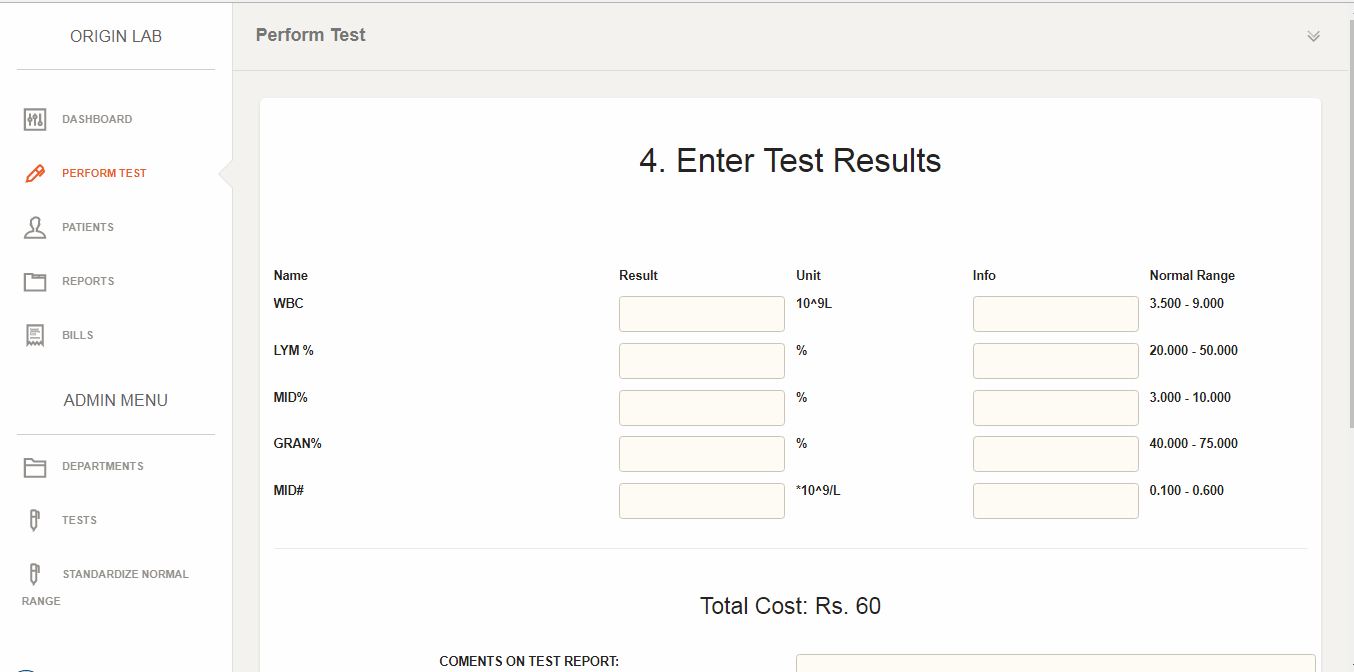 ORIGIN LAB
Perform Test
DASHBOARD
PERFORM TEST
PATIENTS
REPORTS
BILLS
ADMIN MENU
DEPARTMENTS
TESTS
STANDARDIZE NORMAL
RANGE
4. Enter Test Results
Name Result Unit Info Normal Range
WBC 10^9L 3.500 - 9.000
LYM % % 20.000 - 50.000
MID% % 3.000 - 10.000
GRAN% % 40.000 - 75.000
MID# *10^9/L 0.100 - 0.600
Total Cost: Rs. 60
COMENTS ON TEST REPORT: